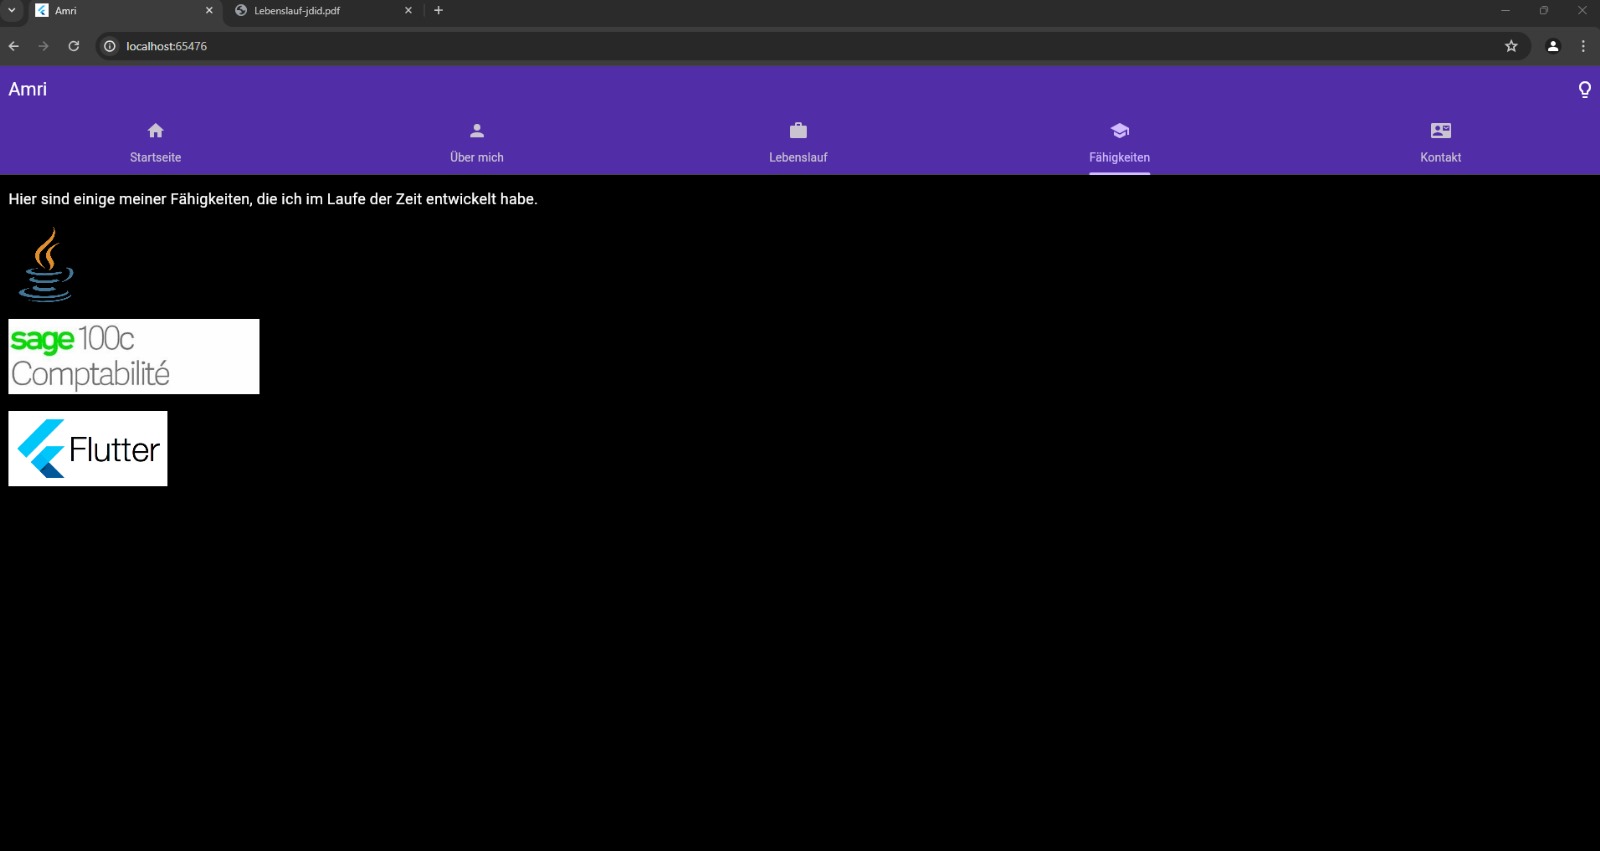 Amri
Lebenslauf-jdid.pdf
localhost:65476
Amri
Startseite
Über mich
Lebenslauf
Fähigkeiten
Kontakt
Hier sind einige meiner Fähigkeiten, die ich im Laufe der Zeit entwickelt habe.
sage 100c
Comptabilité
Flutter